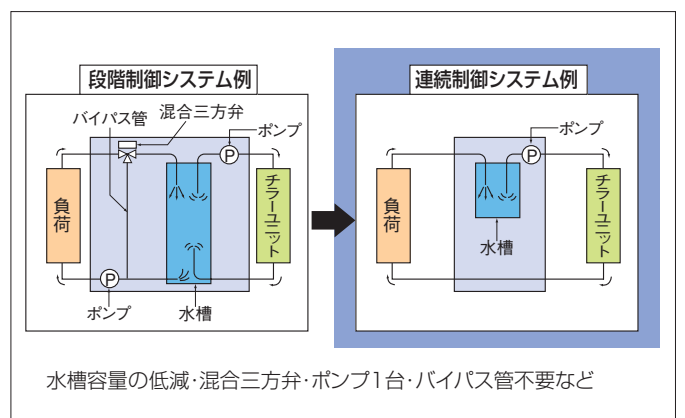 段階制御システム例
バイパス管
混合三方弁
ポンプ
P
負荷
チラーユニット
P
ポンプ
水槽
連続制御システム例
ポンプ
P
負荷
チラーユニット
水槽
水槽容量の低減・混合三方弁・ポンプ1台・バイパス管不要など